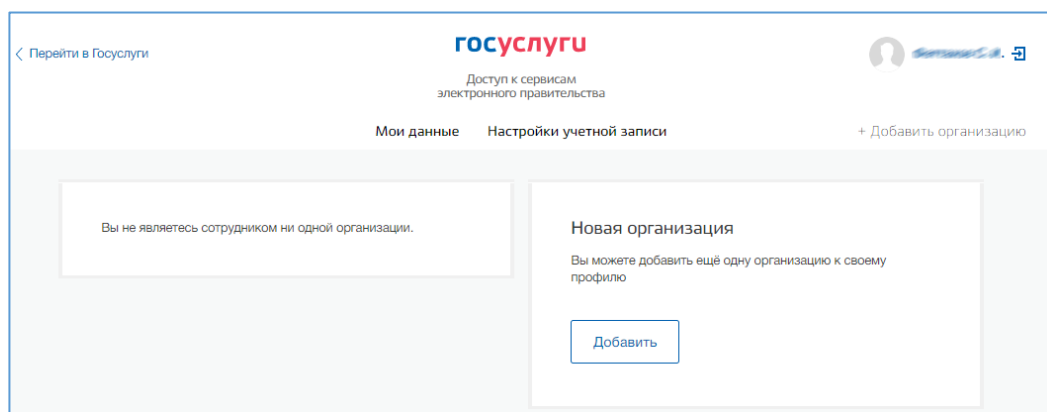 Перейти в Госуслуги
госуслуги
Доступ к сервисам
электронного правительства
Мои данные
Настройки учетной записи
+ Добавить организацию
Вы не являетесь сотрудником ни одной организации.
Новая организация
Вы можете добавить ещё одну организацию к своему
профилю
Добавить